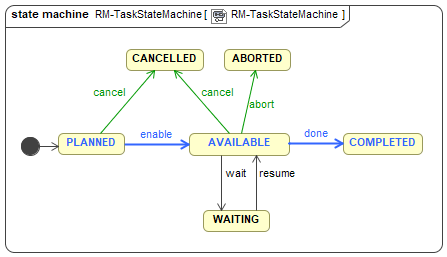 state machine RM-TaskStateMachine [ RM-TaskStateMachine ]
CANCELLED
ABORTED
cancel
cancel
abort
PLANNED
enable
AVAILABLE
done
COMPLETED
wait
resume
WAITING